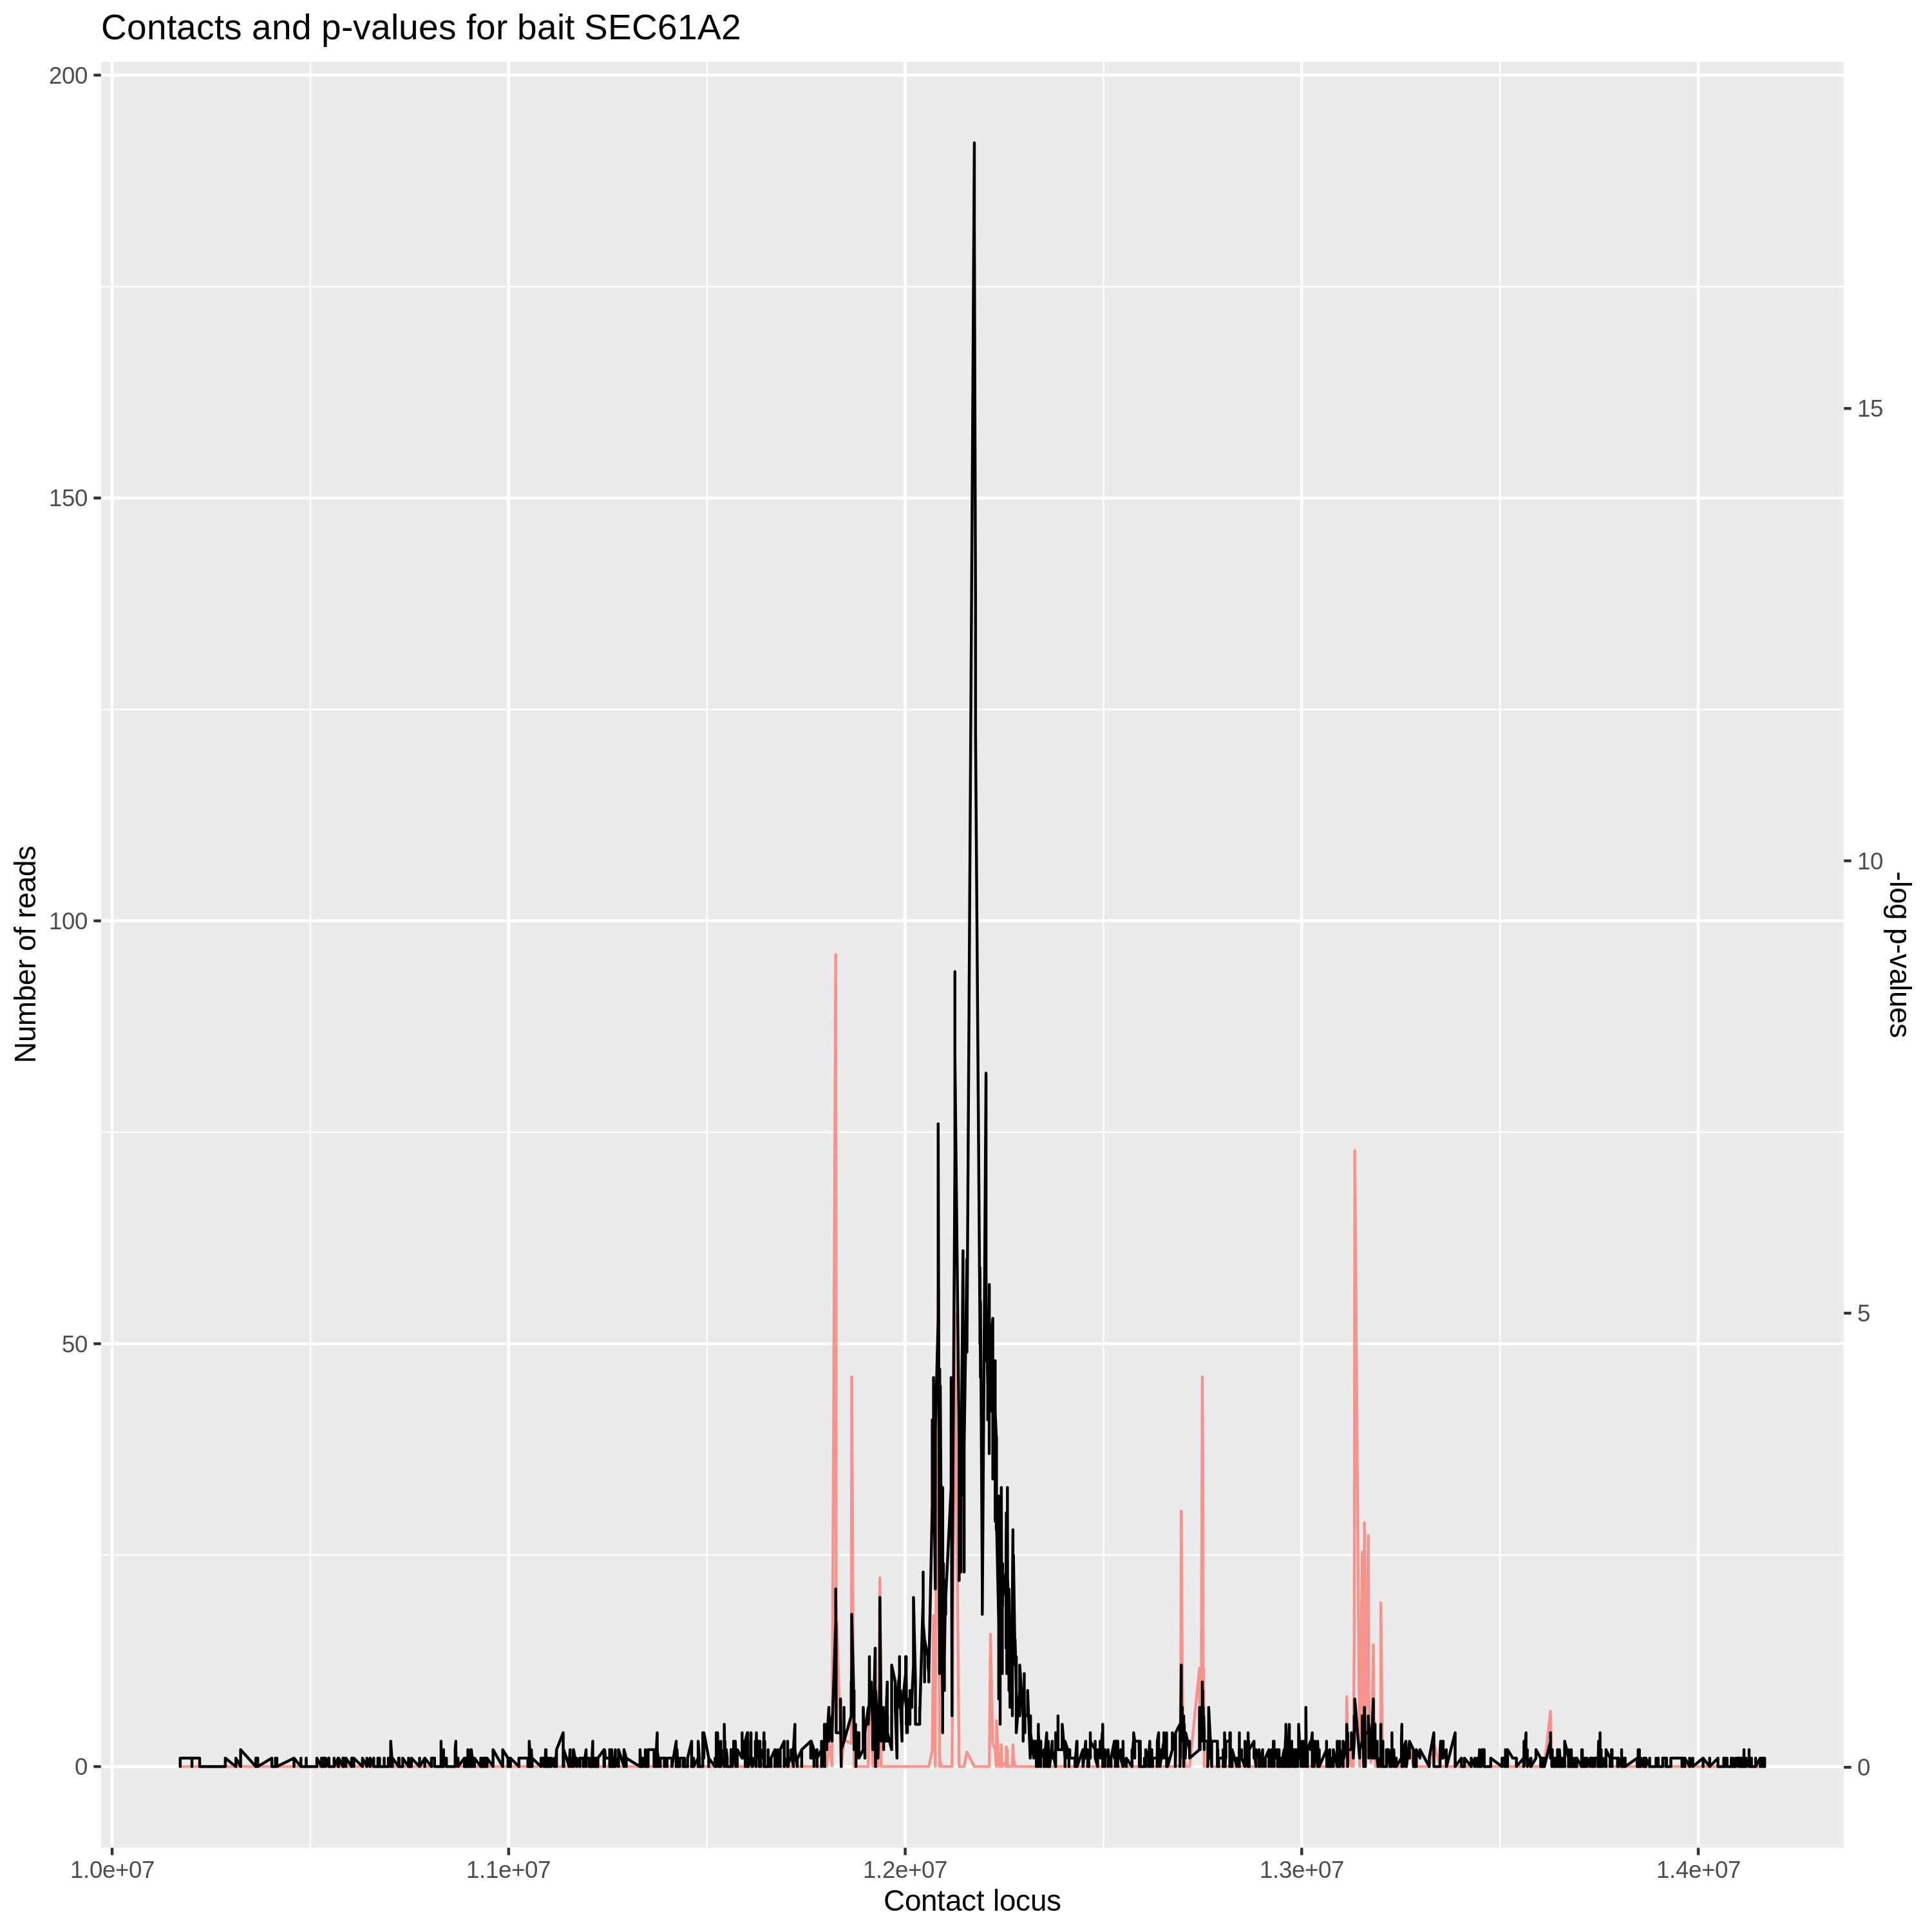 Contacts and p-values for bait SEC61A2
200
150
100
50
0
Number of reads
15
10
5
0
-log p-values
1.0e+07 1.1e+07 1.2e+07 1.3e+07 1.4e+07
Contact locus